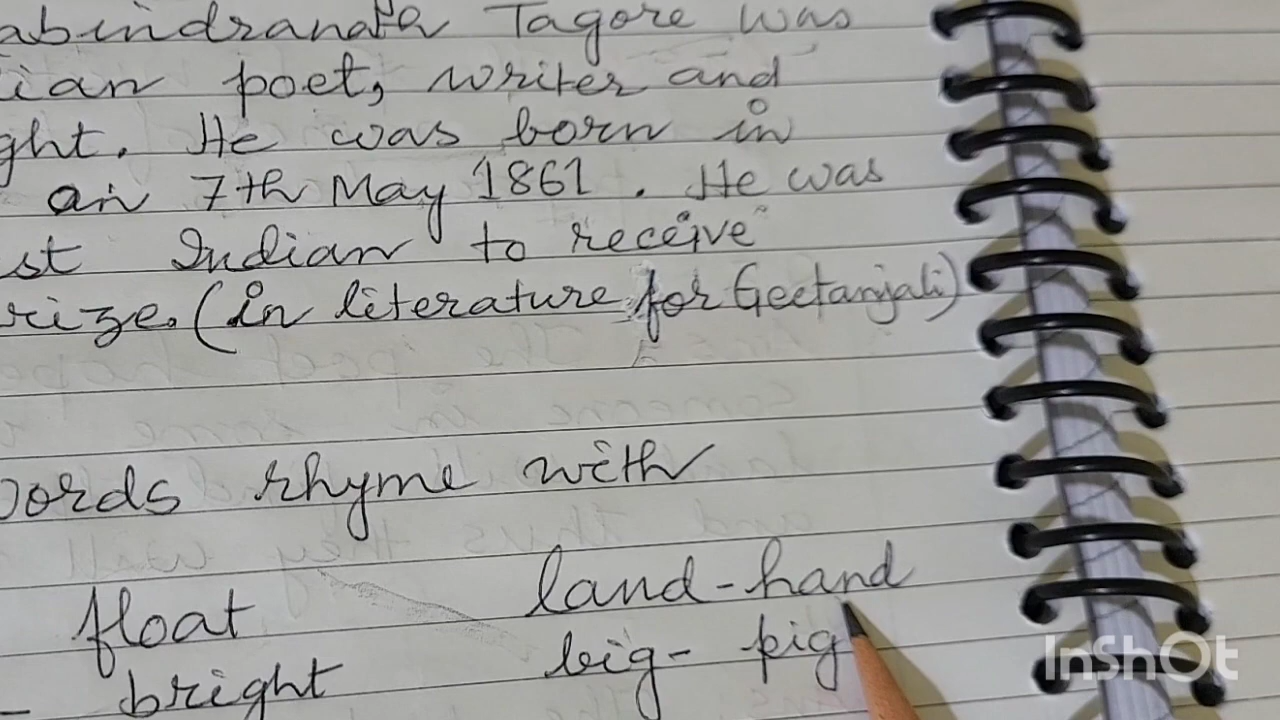 abindranath Tagore was
ian poet, writer and
ght. He was born in
on 7th May 1861. He was
st Indian to receive
rize. (in literature for Geetanjali)
words rhyme with
float land-hand
- bright big- pig
InShOt